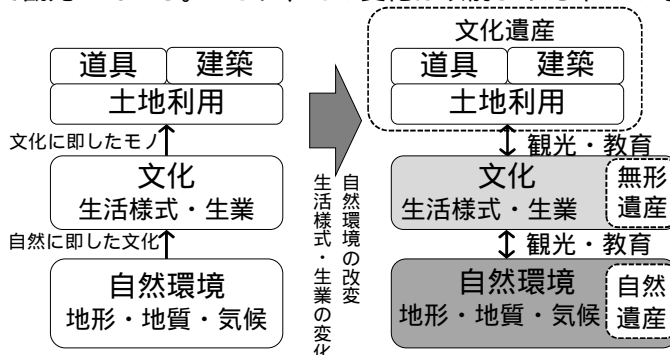 文化遺産
道具
建築
土地利用
文化に即したモノ
文化
生活様式・生業
自然に即した文化
自然環境
地形・地質・気候
自然環境の改変
生活様式・生業の変化
道具
建築
土地利用
観光・教育
文化
生活様式・生業
無形
遺産
観光・教育
自然環境
地形・地質・気候
自然
遺産